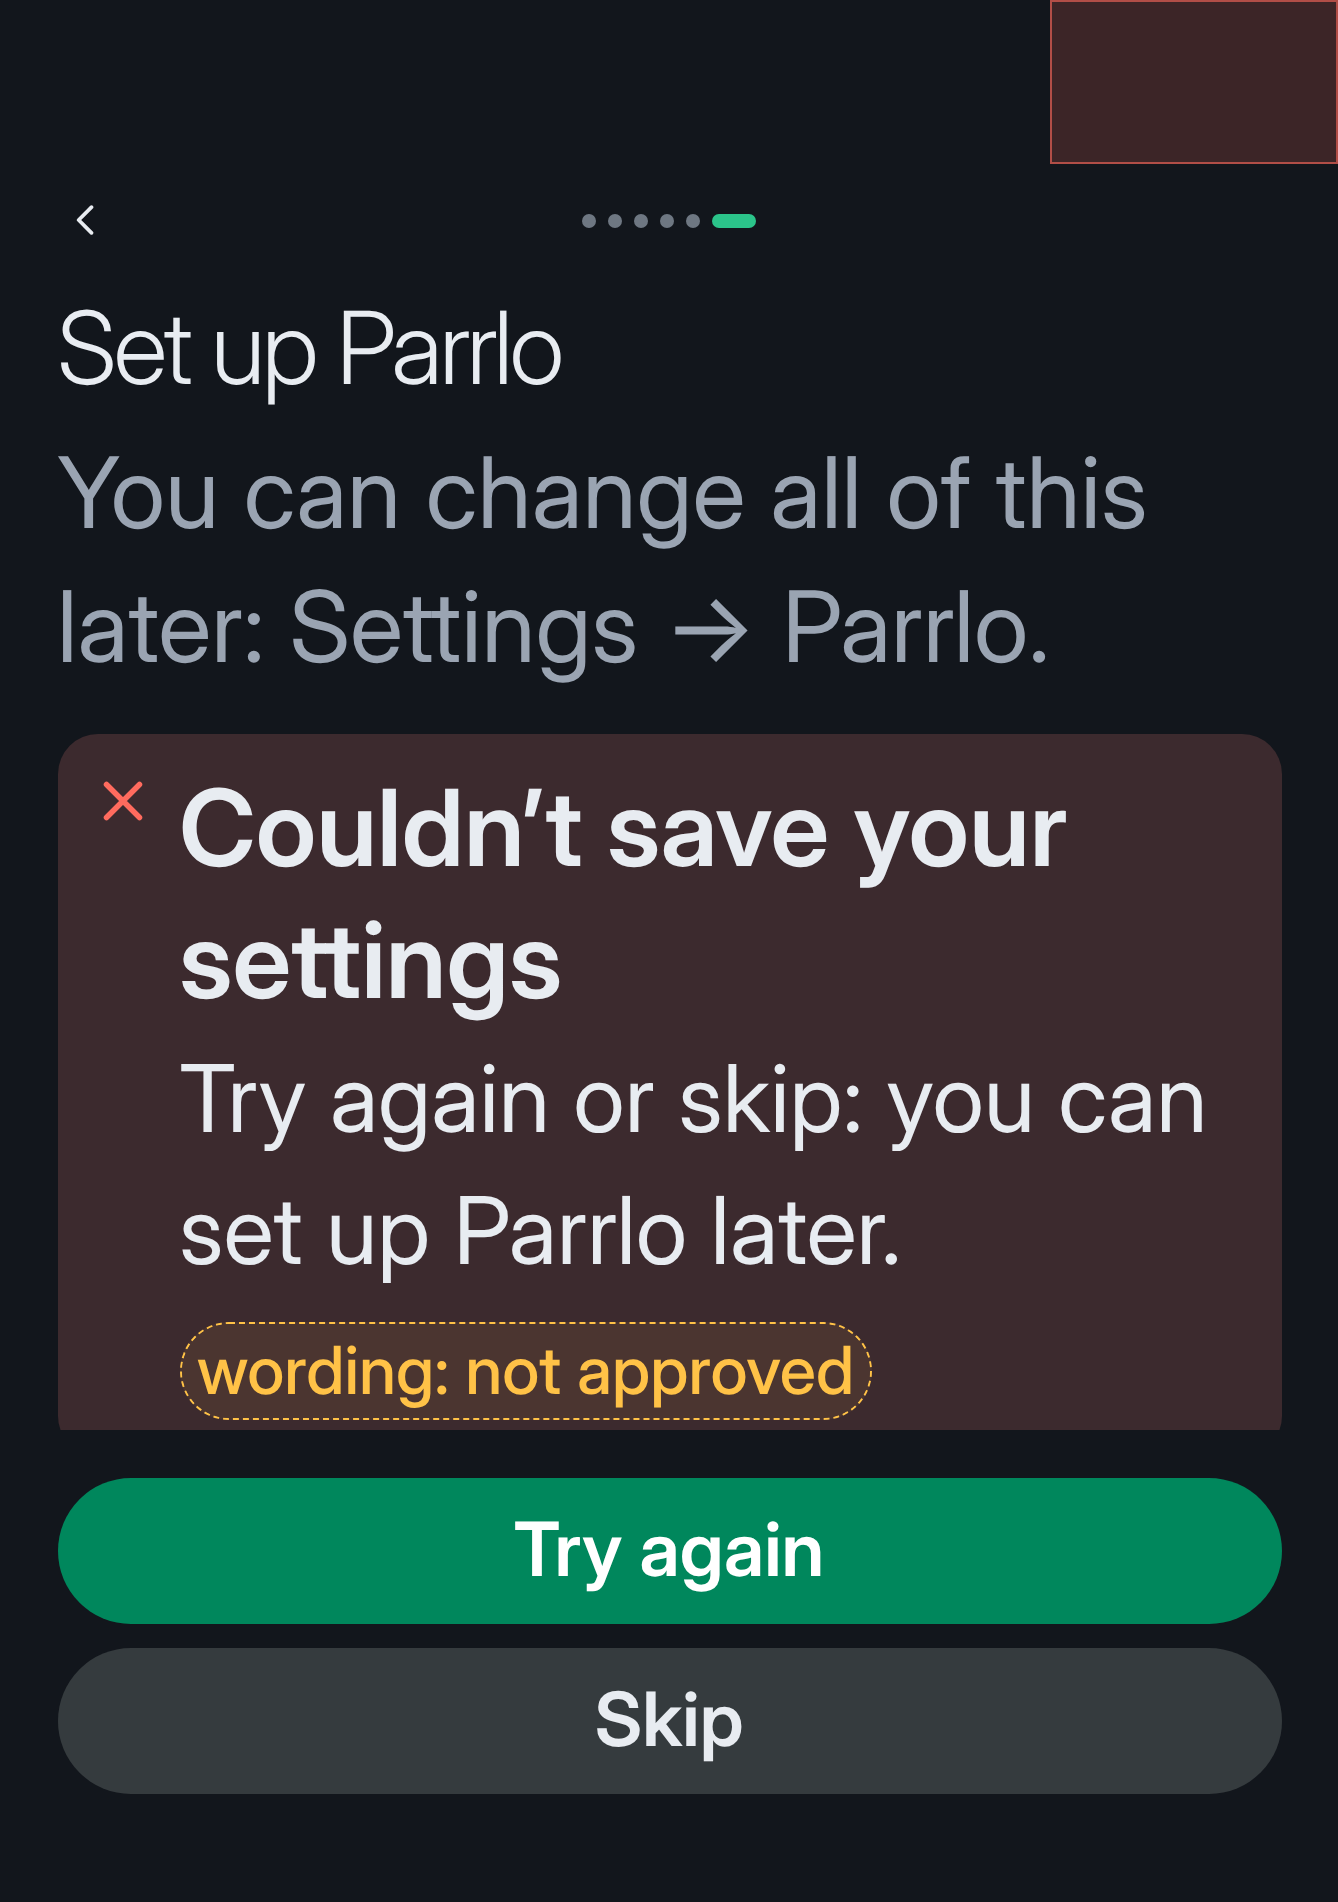 Set up Parrlo
You can change all of this
later: Settings → Parrlo.
Couldn’t save your
settings
Try again or skip: you can
set up Parrlo later.
wording: not approved
Try again
Skip